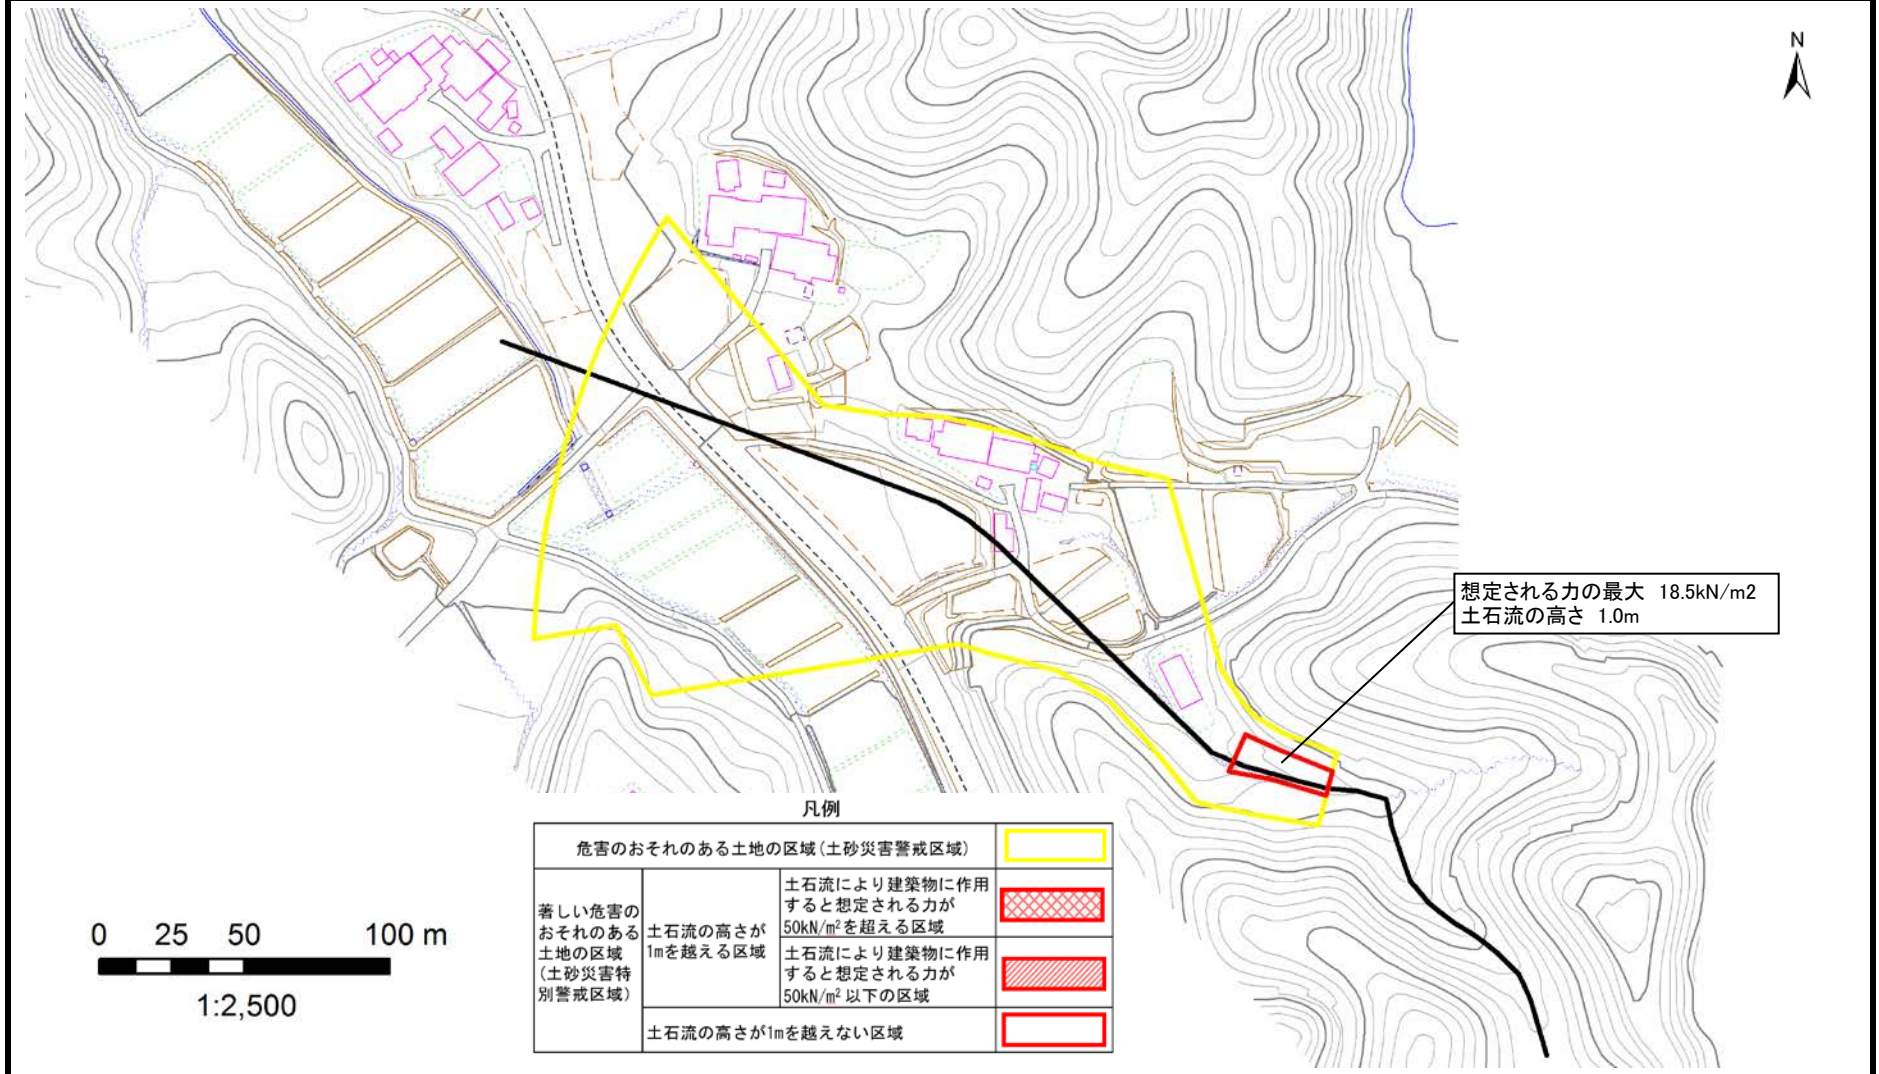 N
想定される力の最大 18.5kN/m2
土石流の高さ 1.0m
凡例
危害のおそれのある土地の区域(土砂災害警戒区域)
著しい危害の
おそれのある
土地の区域
(土砂災害特
別警戒区域)
土石流の高さが
1mを越える区域
土石流により建築物に作用
すると想定される力が
50kN/㎡を超える区域
土石流により建築物に作用
すると想定される力が
50kN/㎡以下の区域
土石流の高さが1mを越えない区域
0 25 50 100 m
1:2,500